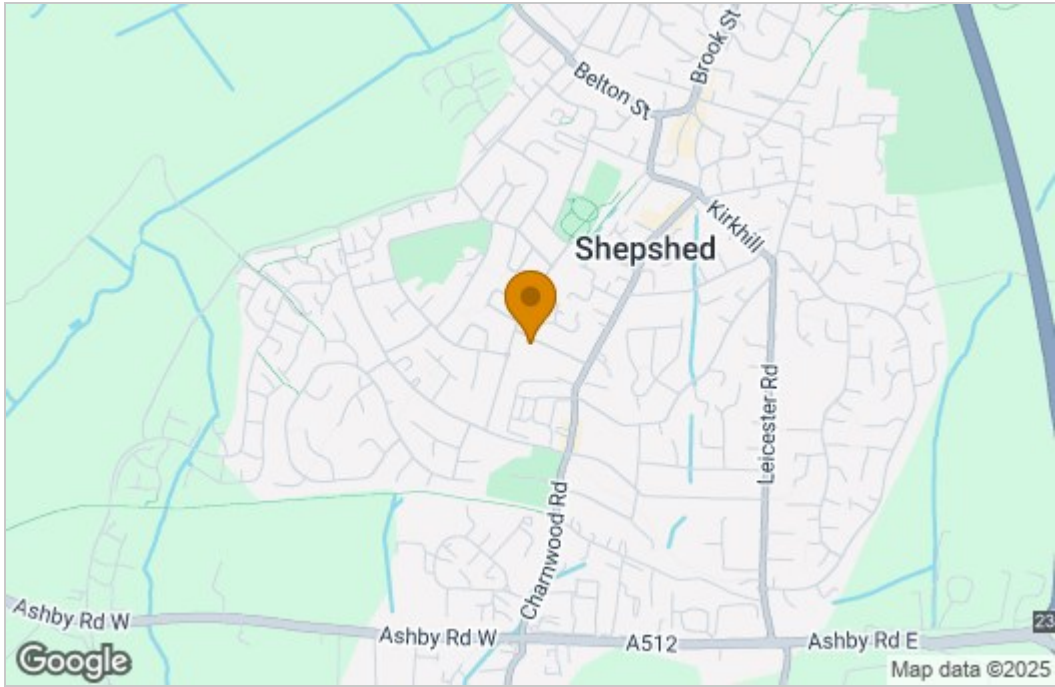 Brook St
Belton St
Kirkhill
Shepshed
Leicester Rd
Charnwood Rd
Ashby Rd W
Ashby Rd W
A512
Ashby Rd E
23
Google
Map data ©2025